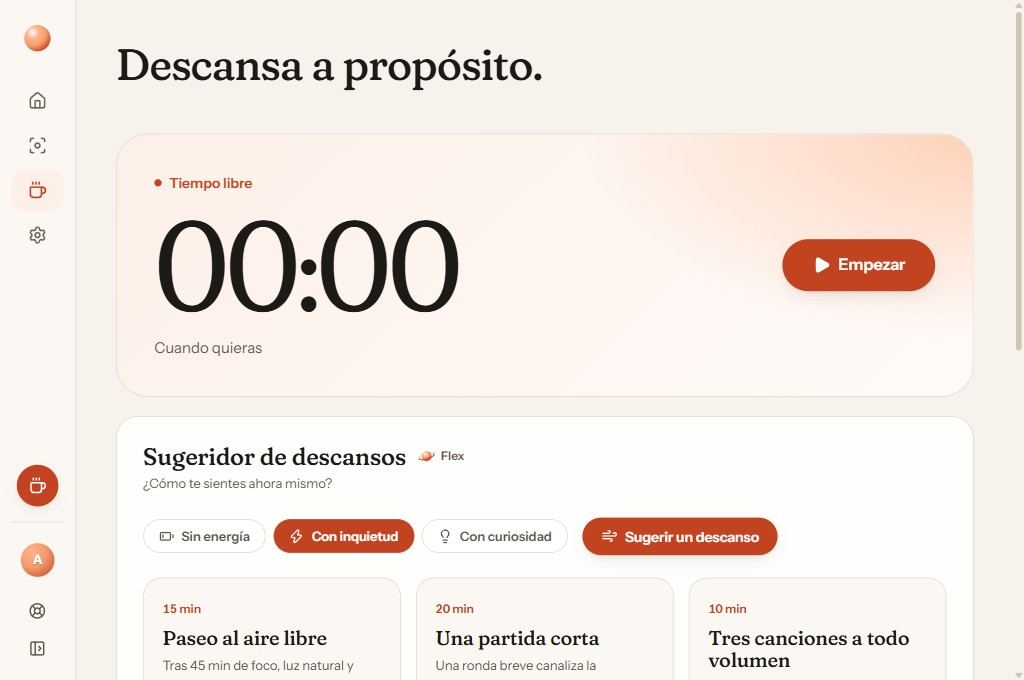 Descansa a propósito.
Tiempo libre
00:00
Empezar
Cuando quieras
Sugeridor de descansos
Flex
¿Cómo te sientes ahora mismo?
Sin energía
Con inquietud
Con curiosidad
Sugerir un descanso
15 min
Paseo al aire libre
Tras 45 min de foco, luz natural y
20 min
Una partida corta
Una ronda breve canaliza la
10 min
Tres canciones a todo
volumen
A